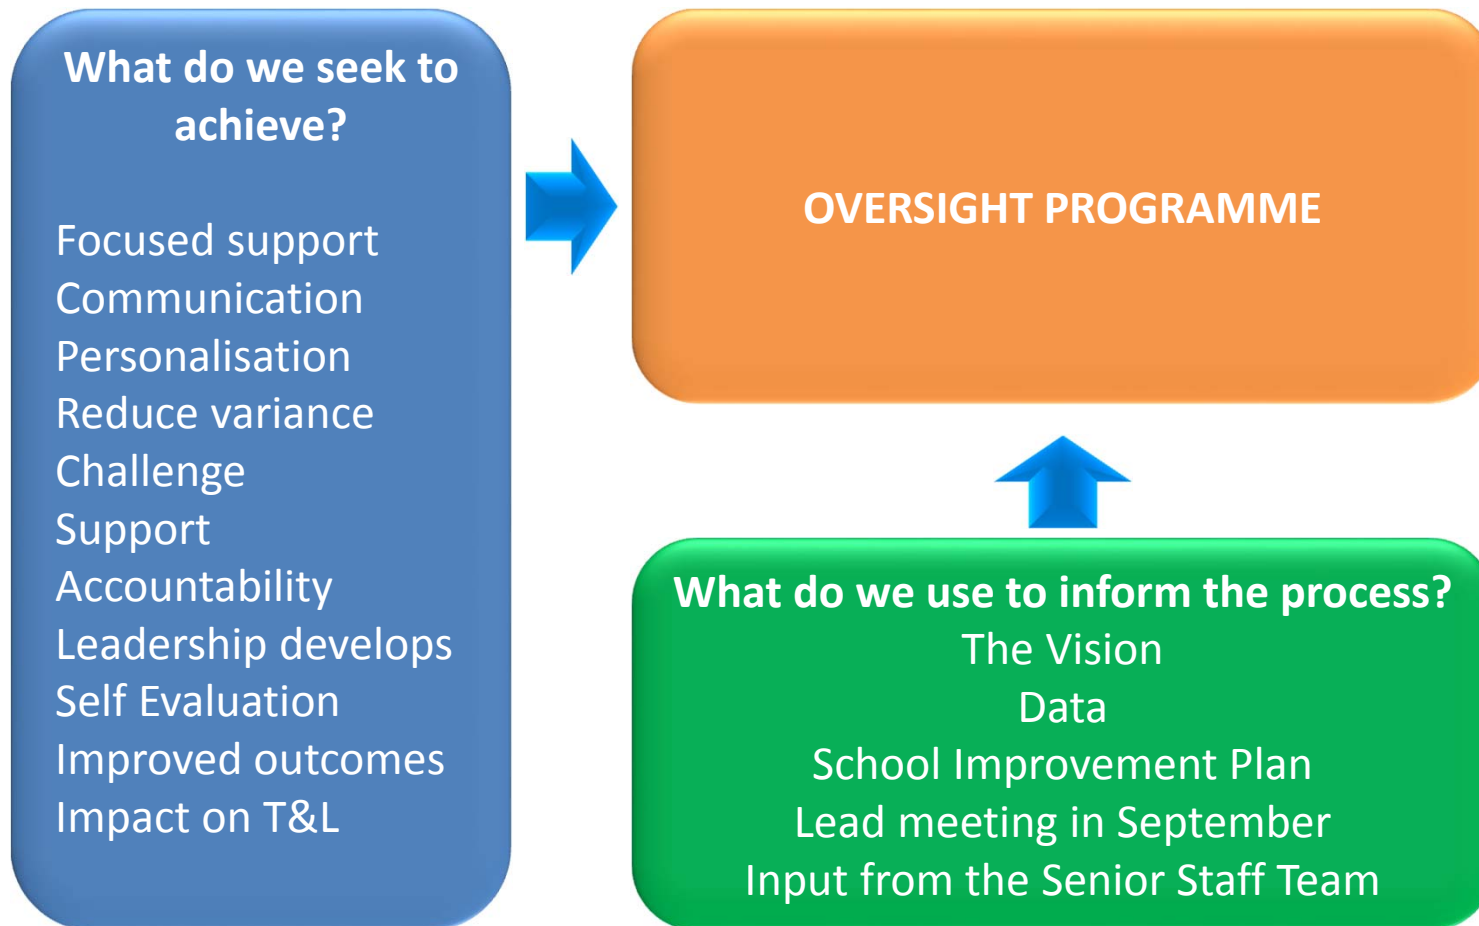 What do we seek to
achieve?
Focused support
Communication
Personalisation
Reduce variance
Challenge
Support
Accountability
Leadership develops
Self Evaluation
Improved outcomes
Impact on T&L
OVERSIGHT PROGRAMME
What do we use to inform the process?
The Vision
Data
School Improvement Plan
Lead meeting in September
Input from the Senior Staff Team